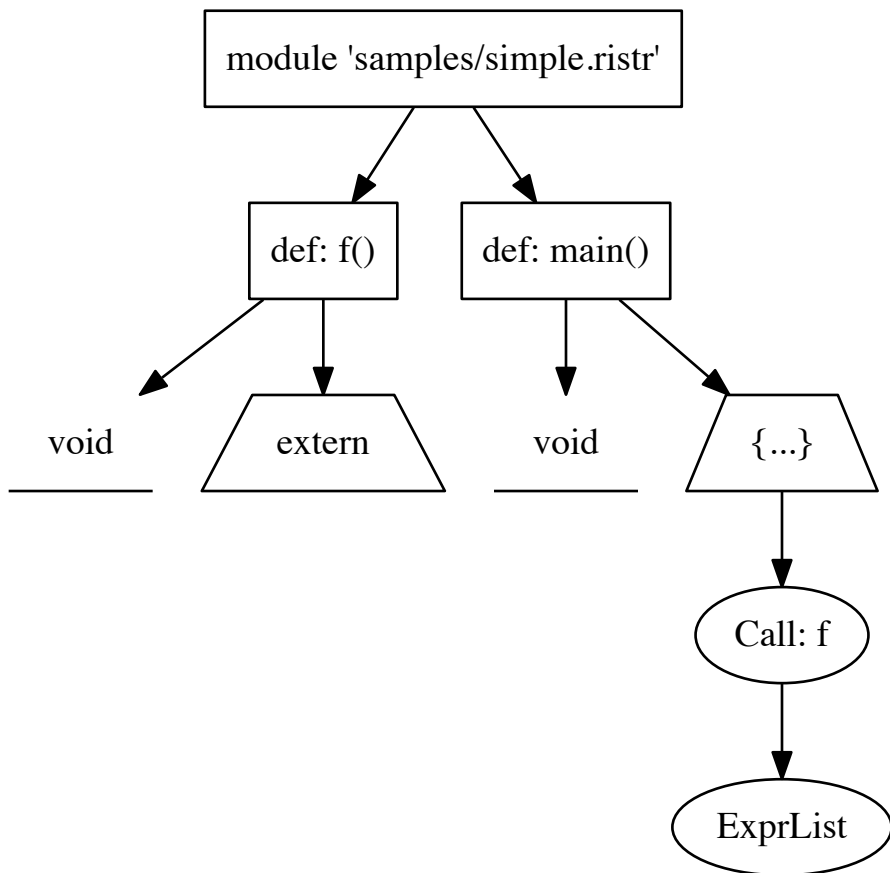 module 'samples/simple.ristr'
def: f()
def: main()
void
extern
void
{...}
Call: f
ExprList